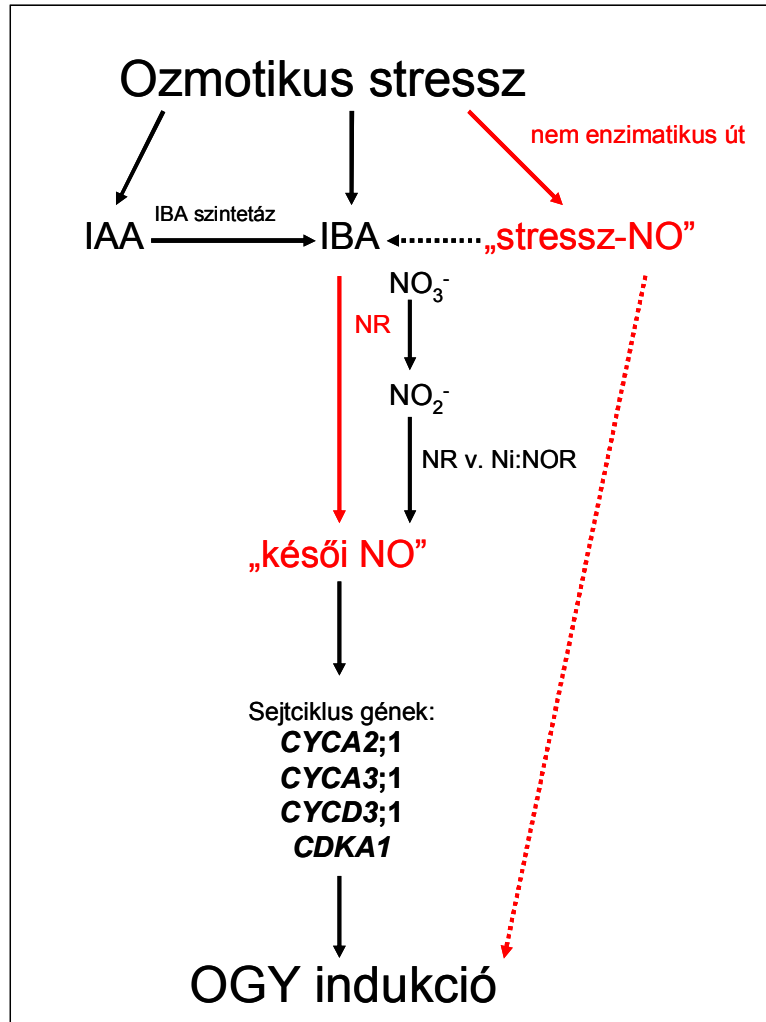 Ozmotikus stressz
nem enzimatikus út
IBA szintetáz
IAA
IBA
„stressz-NO”
NO₃⁻
NR
NO₂⁻
NR v. Ni:NOR
„késői NO”
Sejtciklus gének:
CYCA2;1
CYCA3;1
CYCD3;1
CDKA1
OGY indukció